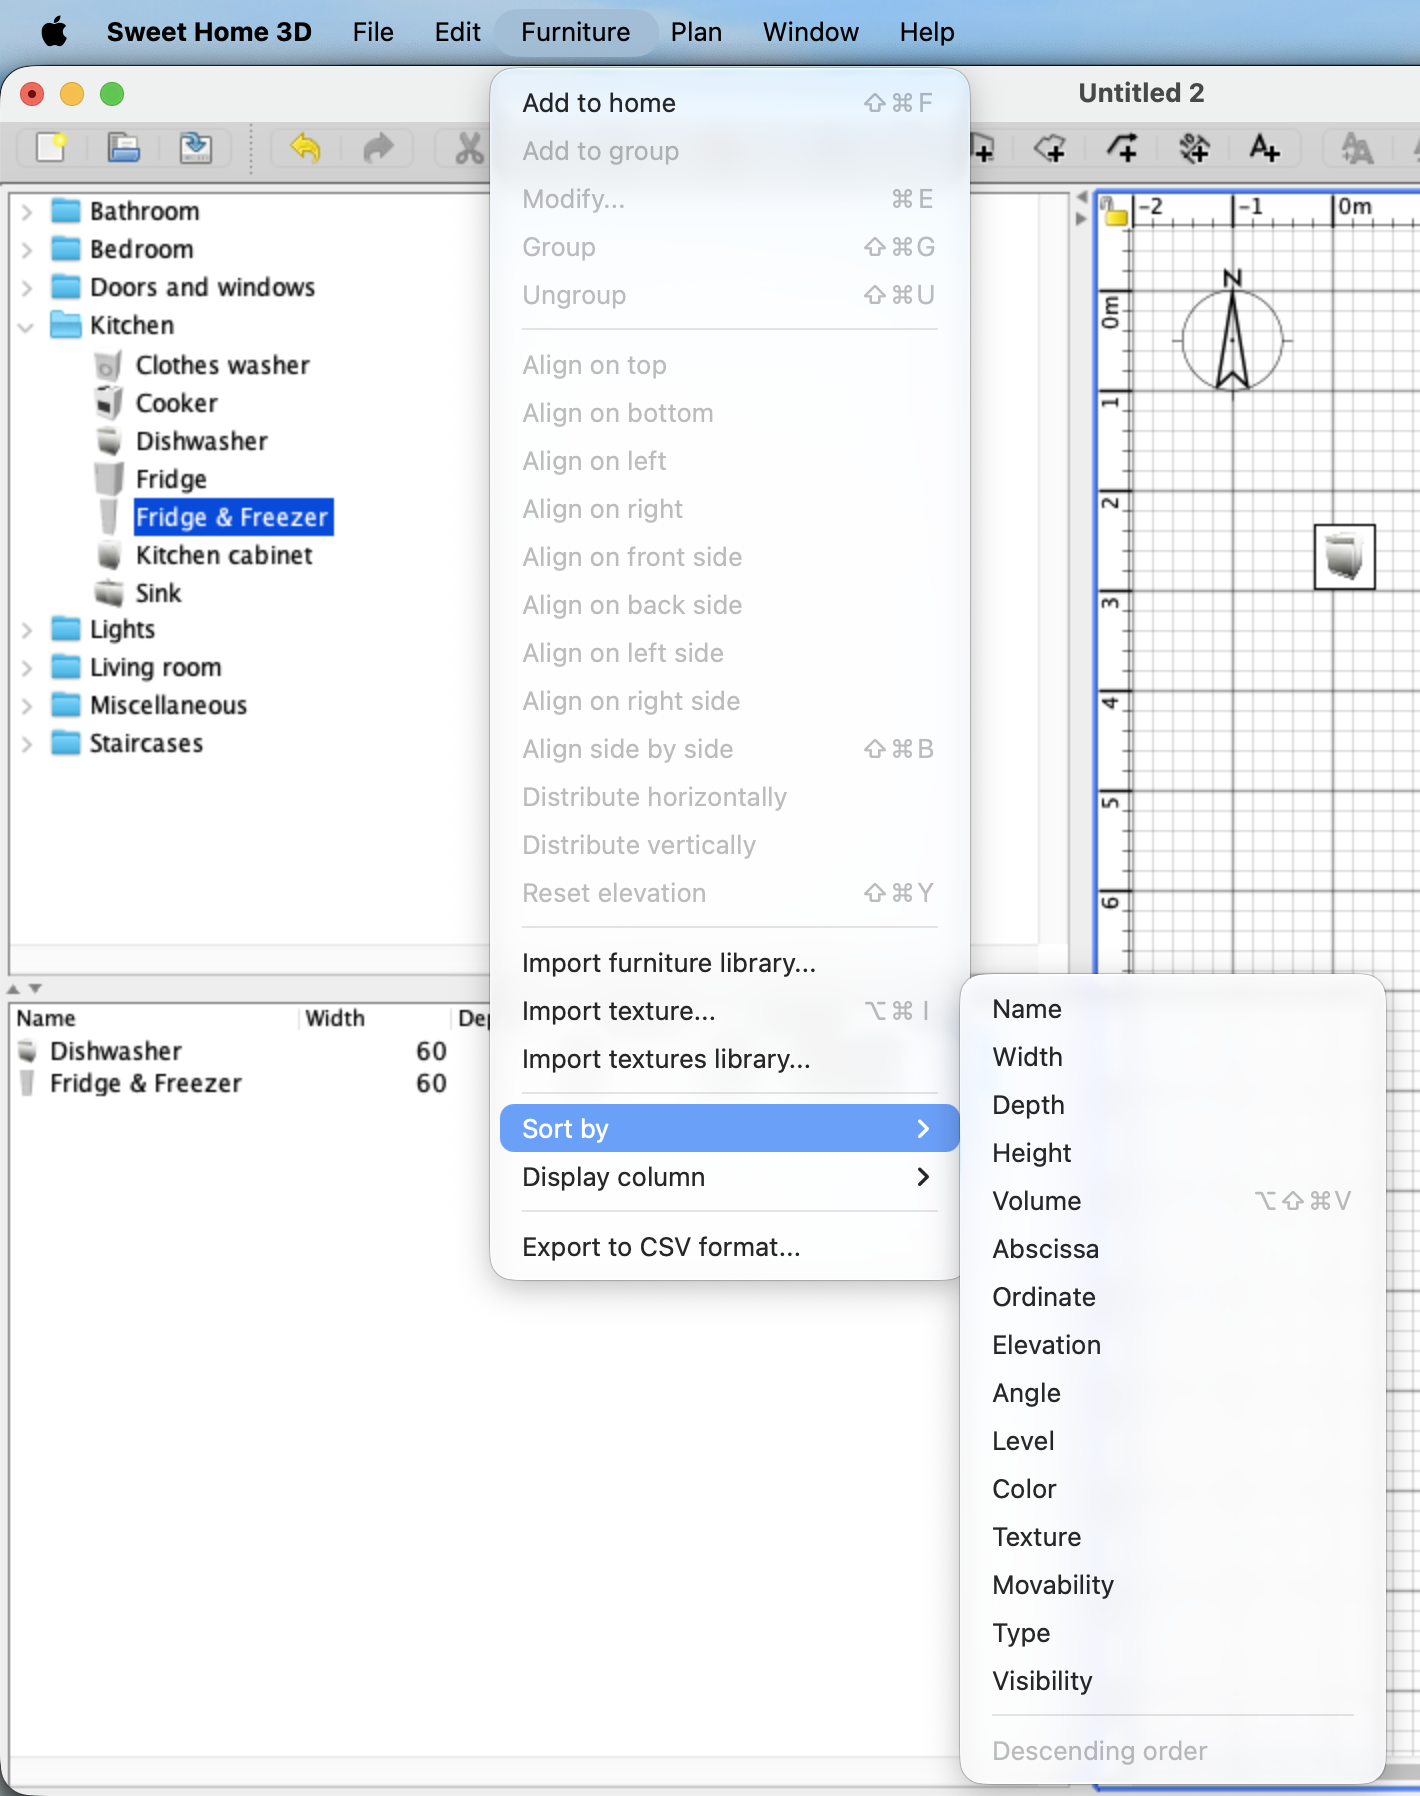 Sweet Home 3D File Edit Furniture Plan Window Help
Untitled 2
Bathroom
Bedroom
Doors and windows
Kitchen
Clothes washer
Cooker
Dishwasher
Fridge
Fridge & Freezer
Kitchen cabinet
Sink
Lights
Living room
Miscellaneous
Staircases
Name Width
Dishwasher 60
Fridge & Freezer 60
Add to home ⇧⌘F
Add to group
Modify... ⌘E
Group ⇧⌘G
Ungroup ⇧⌘U
Align on top
Align on bottom
Align on left
Align on right
Align on front side
Align on back side
Align on left side
Align on right side
Align side by side ⇧⌘B
Distribute horizontally
Distribute vertically
Reset elevation ⇧⌘Y
Import furniture library...
Import texture... ⌥⌘I
Import textures library...
Sort by
Display column
Export to CSV format...
Name
Width
Depth
Height
Volume ⌥⇧⌘V
Abscissa
Ordinate
Elevation
Angle
Level
Color
Texture
Movability
Type
Visibility
Descending order
-2 -1 0m
N
0m
1
2
3
4
5
6